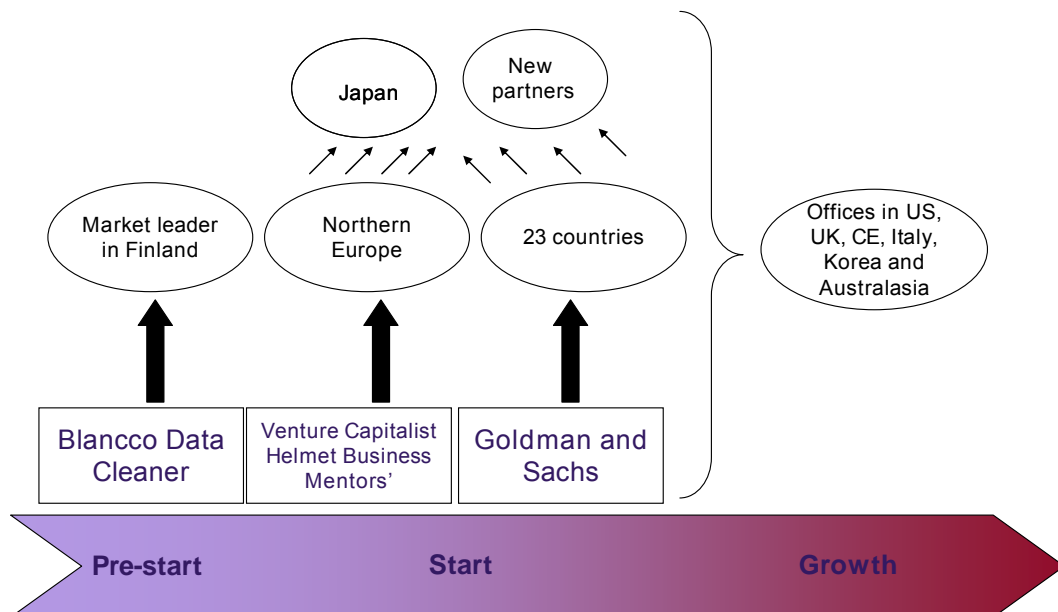 Japan
New
partners
Market leader
in Finland
Northern
Europe
23 countries
Offices in US,
UK, CE, Italy,
Korea and
Australasia
Blancco Data
Cleaner
Venture Capitalist
Helmet Business
Mentors’
Goldman and
Sachs
Pre-start
Start
Growth